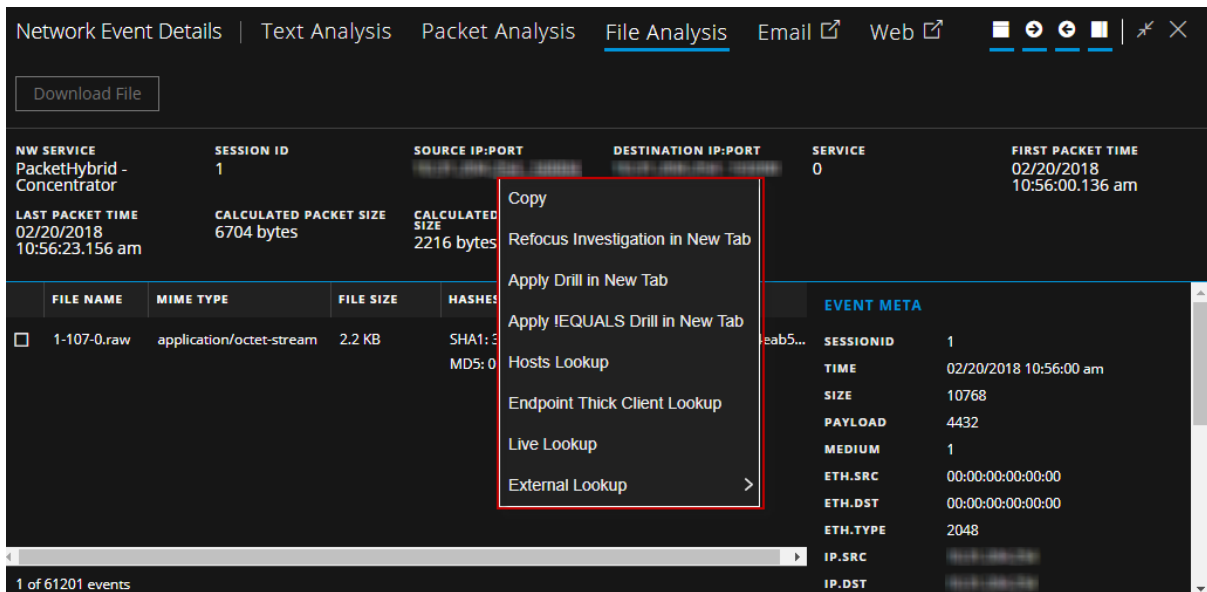 Network Event Details | Text Analysis Packet Analysis File Analysis Email Web
Download File
NW SERVICE SESSION ID SOURCE IP:PORT DESTINATION IP:PORT SERVICE FIRST PACKET TIME
PacketHybrid - 1 0 02/20/2018
Concentrator 10:56:00.136 am
LAST PACKET TIME CALCULATED PACKET SIZE CALCULATED
SIZE
02/20/2018 6704 bytes 2216 bytes
10:56:23.156 am
Copy
Refocus Investigation in New Tab
Apply Drill in New Tab
Apply !EQUALS Drill in New Tab
Hosts Lookup
Endpoint Thick Client Lookup
Live Lookup
External Lookup
FILE NAME MIME TYPE FILE SIZE HASHES
1-107-0.raw application/octet-stream 2.2 KB SHA1: 3 eab5...
MD5: 0
EVENT META
SESSIONID 1
TIME 02/20/2018 10:56:00 am
SIZE 10768
PAYLOAD 4432
MEDIUM 1
ETH.SRC 00:00:00:00:00:00
ETH.DST 00:00:00:00:00:00
ETH.TYPE 2048
IP.SRC
IP.DST
1 of 61201 events